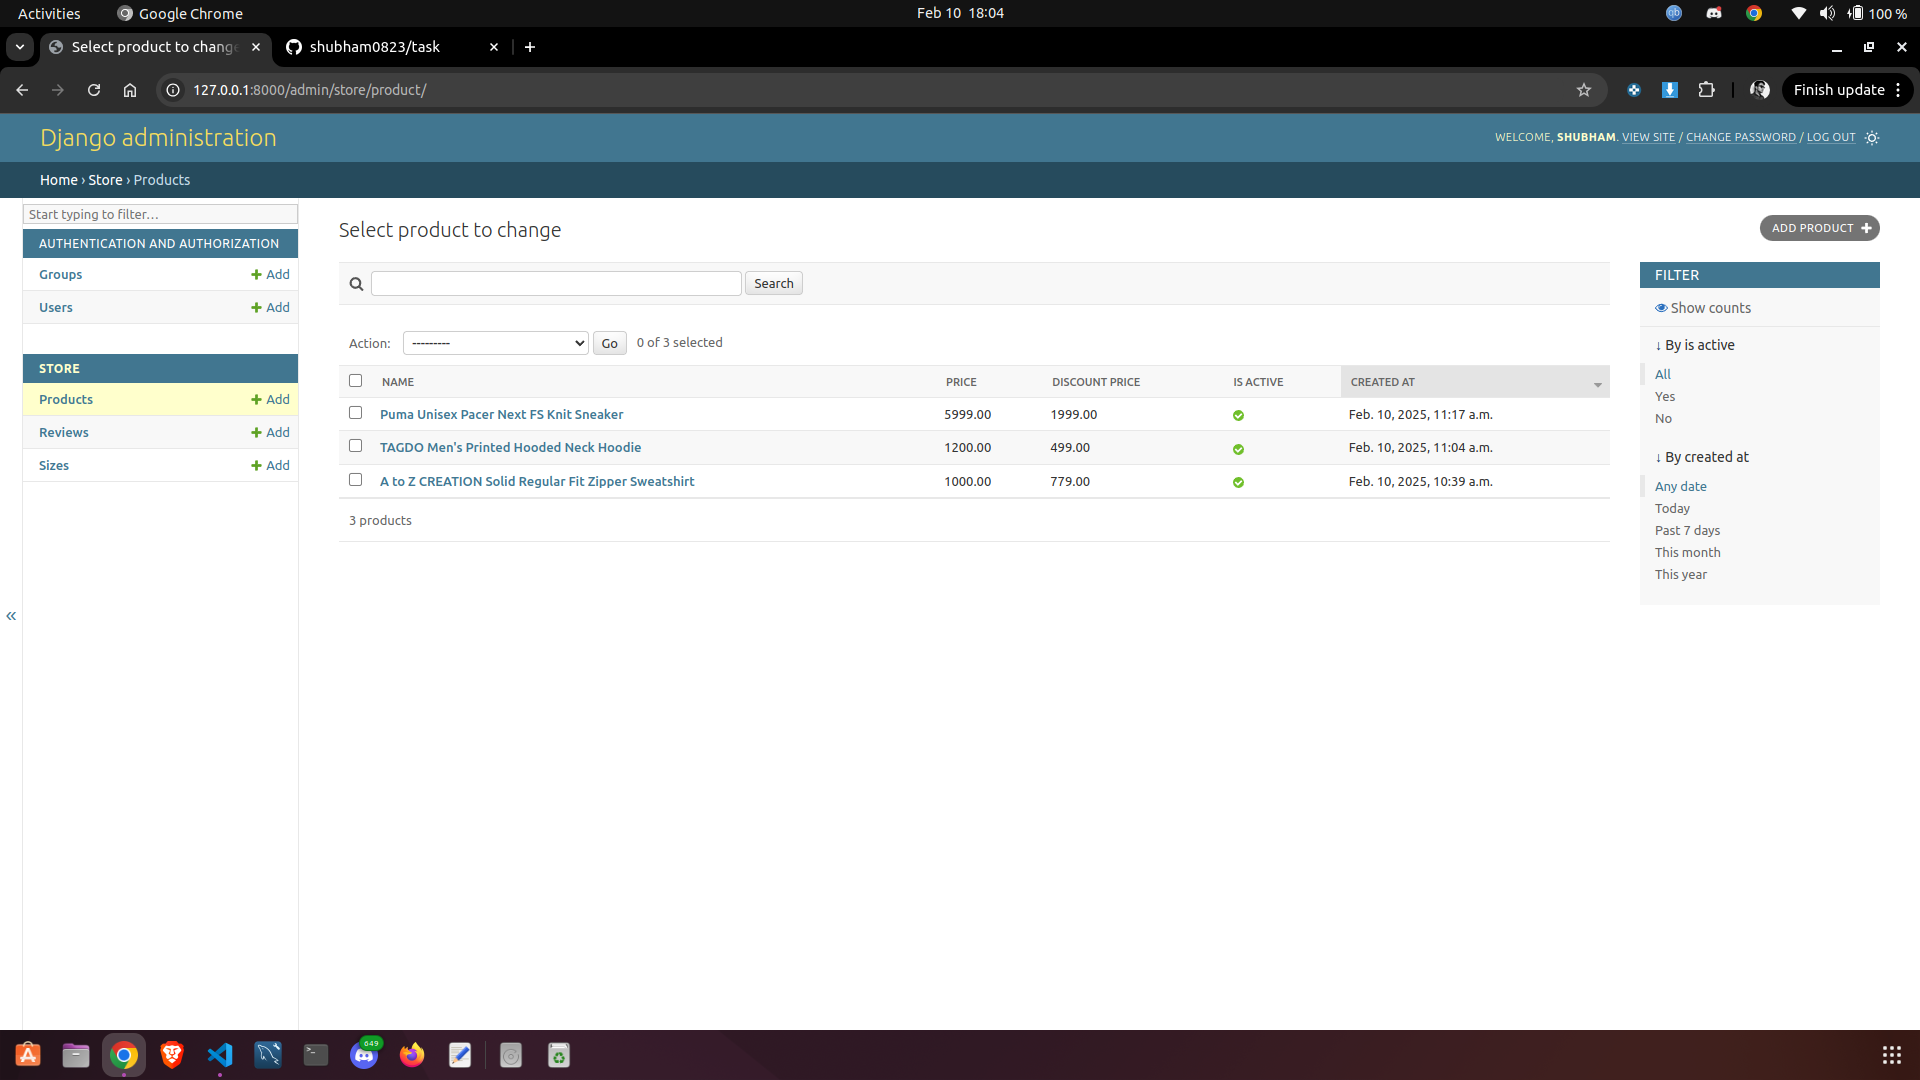 Activities Google Chrome Feb 10 18:04 100 %
Select product to change shubham0823/task
127.0.0.1:8000/admin/store/product/ Finish update
Django administration
WELCOME, SHUBHAM. VIEW SITE / CHANGE PASSWORD / LOG OUT
Home › Store › Products
Start typing to filter…
AUTHENTICATION AND AUTHORIZATION
Groups + Add
Users + Add
STORE
Products + Add
Reviews + Add
Sizes + Add
«
Select product to change
ADD PRODUCT +
Search
Action: --------- Go 0 of 3 selected
NAME PRICE DISCOUNT PRICE IS ACTIVE CREATED AT
Puma Unisex Pacer Next FS Knit Sneaker 5999.00 1999.00 Feb. 10, 2025, 11:17 a.m.
TAGDO Men's Printed Hooded Neck Hoodie 1200.00 499.00 Feb. 10, 2025, 11:04 a.m.
A to Z CREATION Solid Regular Fit Zipper Sweatshirt 1000.00 779.00 Feb. 10, 2025, 10:39 a.m.
3 products
FILTER
Show counts
↓ By is active
All
Yes
No
↓ By created at
Any date
Today
Past 7 days
This month
This year
649